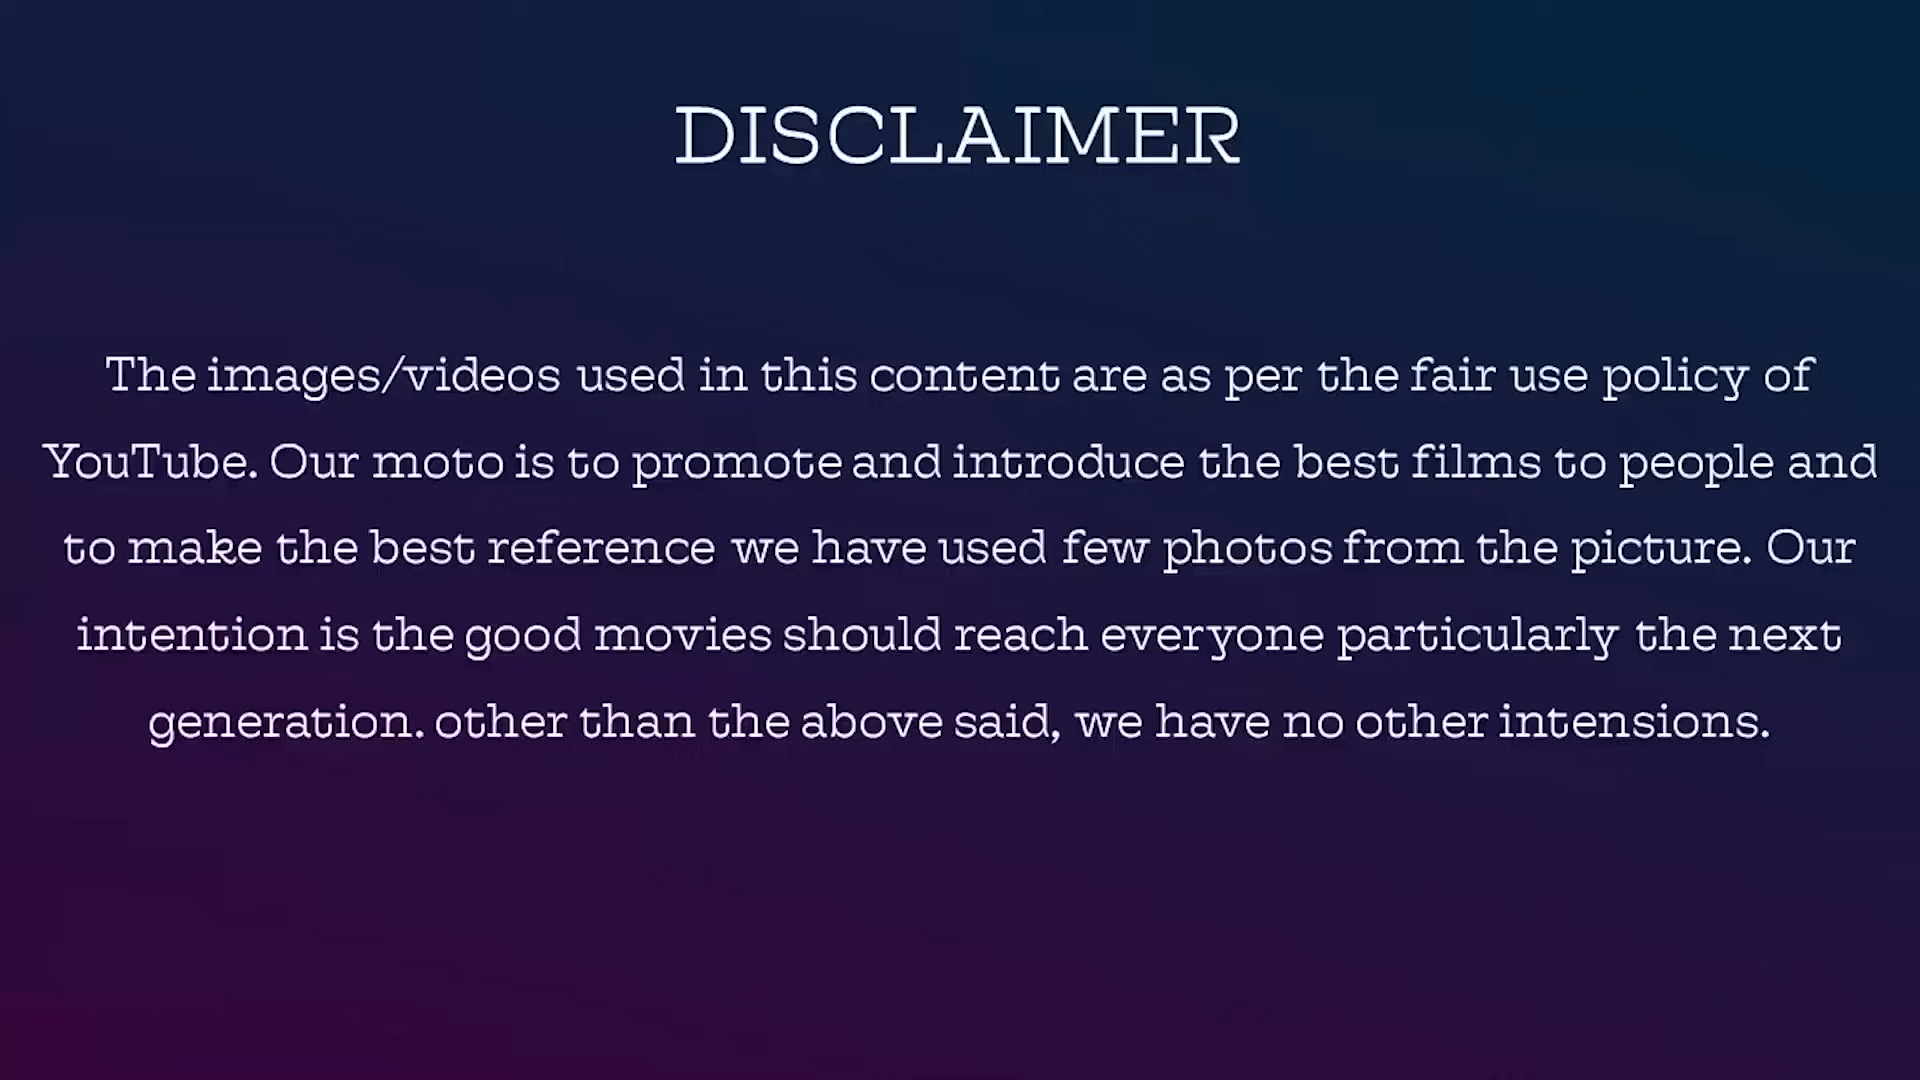 DISCLAIMER
The images/videos used in this content are as per the fair use policy of
YouTube. Our moto is to promote and introduce the best films to people and
to make the best reference we have used few photos from the picture. Our
intention is the good movies should reach everyone particularly the next
generation. other than the above said, we have no other intensions.